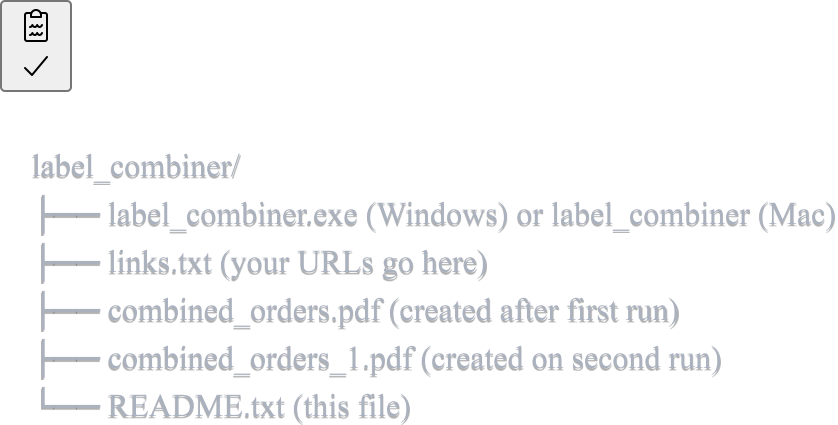 label_combiner/
├── label_combiner.exe (Windows) or label_combiner (Mac)
├── links.txt (your URLs go here)
├── combined_orders.pdf (created after first run)
├── combined_orders_1.pdf (created on second run)
└── README.txt (this file)